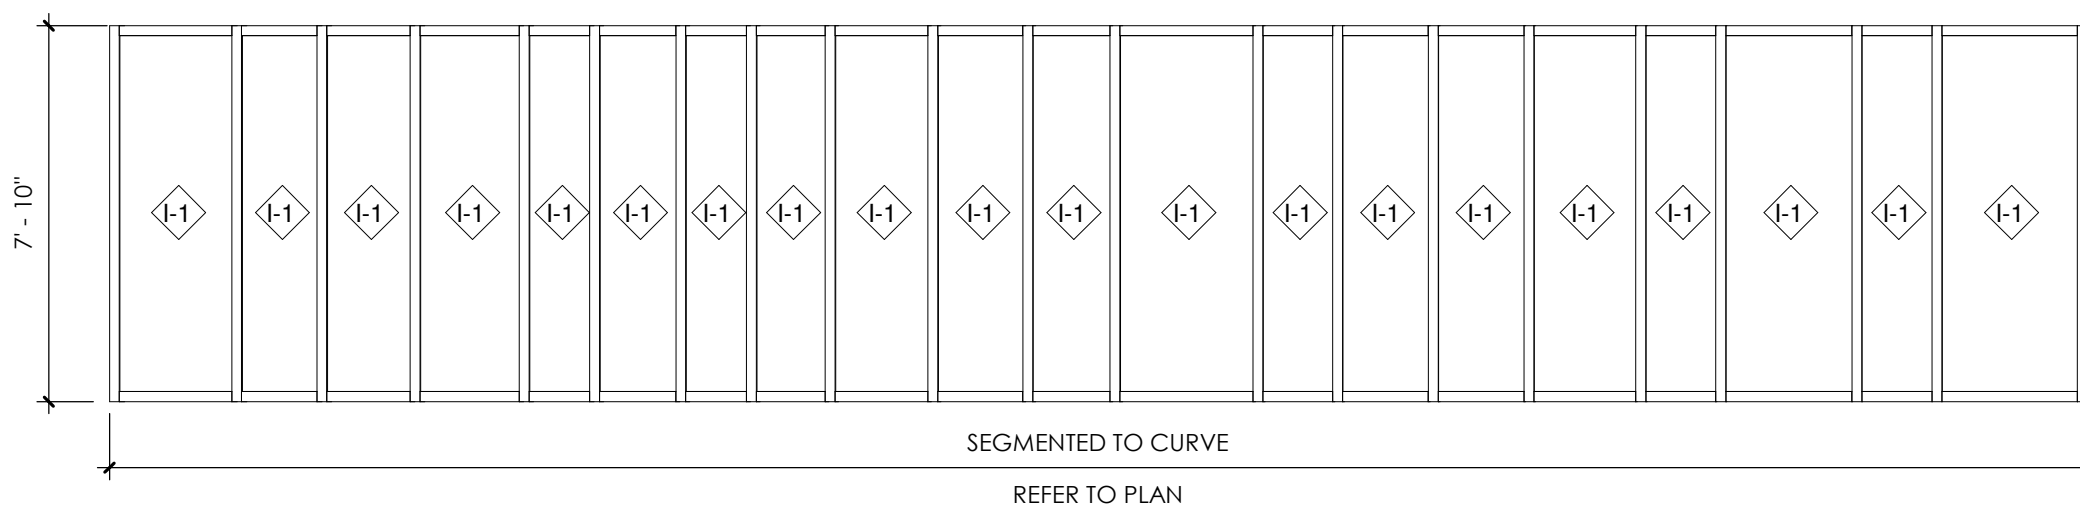 7' - 10"
I-1 I-1 I-1 I-1 I-1 I-1 I-1 I-1 I-1 I-1 I-1 I-1 I-1 I-1 I-1 I-1 I-1 I-1 I-1 I-1
SEGMENTED TO CURVE
REFER TO PLAN